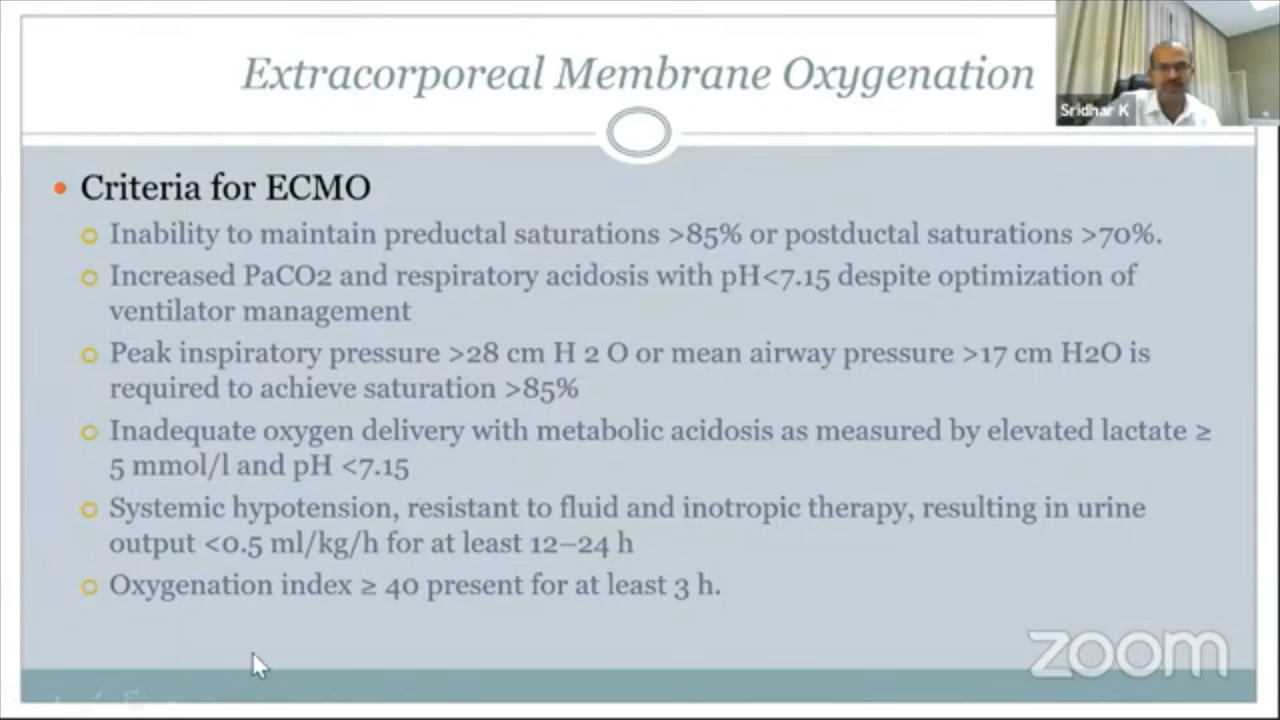 Extracorporeal Membrane Oxygenation
Sridhar K
Criteria for ECMO
Inability to maintain preductal saturations >85% or postductal saturations >70%.
Increased PaCO2 and respiratory acidosis with pH<7.15 despite optimization of
ventilator management
Peak inspiratory pressure >28 cm H 2 O or mean airway pressure >17 cm H2O is
required to achieve saturation >85%
Inadequate oxygen delivery with metabolic acidosis as measured by elevated lactate ≥
5 mmol/l and pH <7.15
Systemic hypotension, resistant to fluid and inotropic therapy, resulting in urine
output <0.5 ml/kg/h for at least 12–24 h
Oxygenation index ≥ 40 present for at least 3 h.
zoom